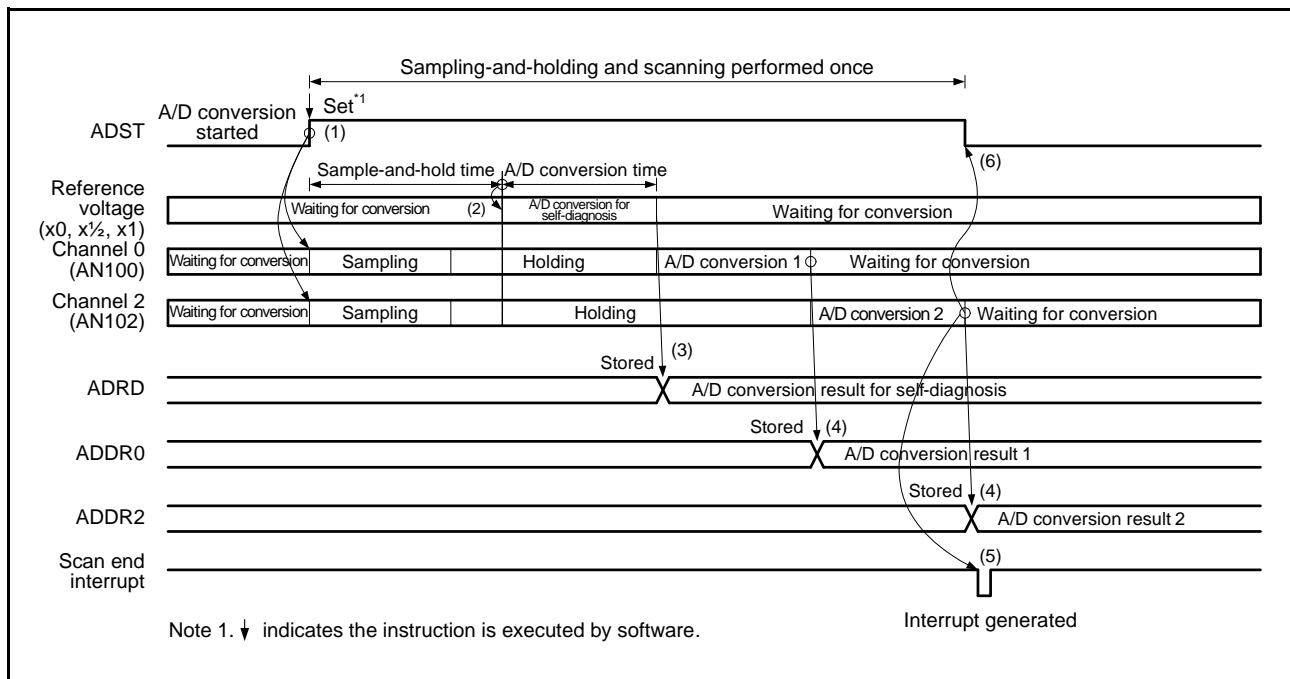 Sampling-and-holding and scanning performed once
A/D conversion
started
Set*1
ADST
(1)
(6)
Sample-and-hold time
A/D conversion time
Reference
voltage
(x0, x½, x1)
Waiting for conversion
(2)
A/D conversion for
self-diagnosis
Waiting for conversion
Channel 0
(AN100)
Waiting for conversion
Sampling
Holding
A/D conversion 1
Waiting for conversion
Channel 2
(AN102)
Waiting for conversion
Sampling
Holding
A/D conversion 2
Waiting for conversion
Stored
(3)
ADRD
A/D conversion result for self-diagnosis
Stored
(4)
ADDR0
A/D conversion result 1
Stored
(4)
ADDR2
A/D conversion result 2
Scan end
interrupt
(5)
Interrupt generated
Note 1. indicates the instruction is executed by software.